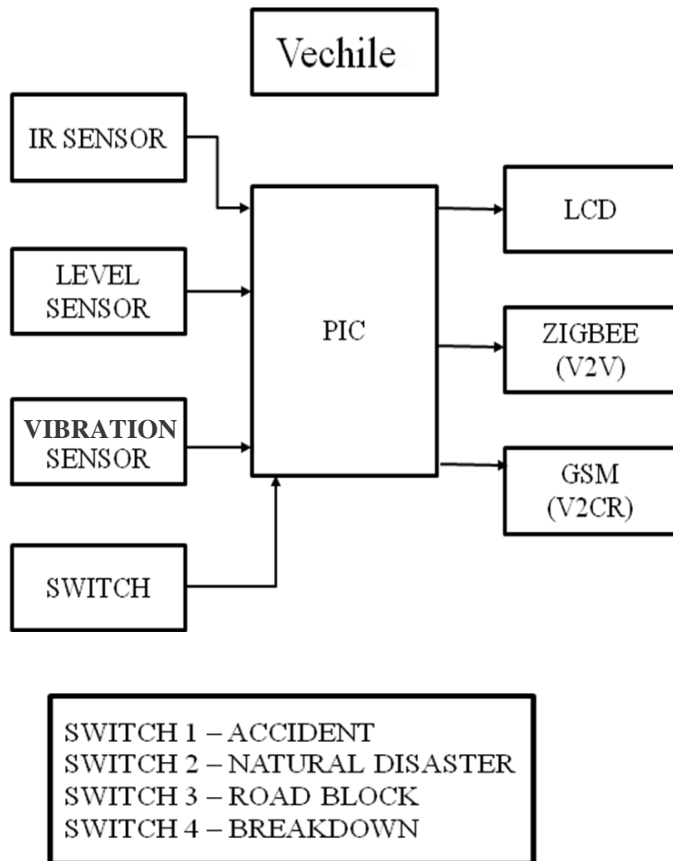 Vechile
IR SENSOR
LEVEL
SENSOR
VIBRATION
SENSOR
SWITCH
PIC
LCD
ZIGBEE
(V2V)
GSM
(V2CR)
SWITCH 1 – ACCIDENT
SWITCH 2 – NATURAL DISASTER
SWITCH 3 – ROAD BLOCK
SWITCH 4 – BREAKDOWN